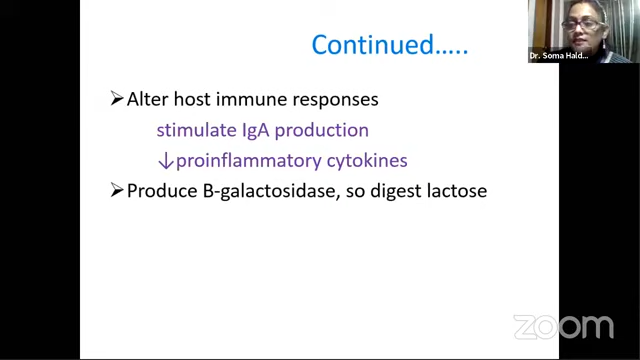 Continued…..
Dr. Soma Hald...
➢Alter host immune responses
stimulate IgA production
↓proinflammatory cytokines
➢Produce B-galactosidase, so digest lactose
zoom